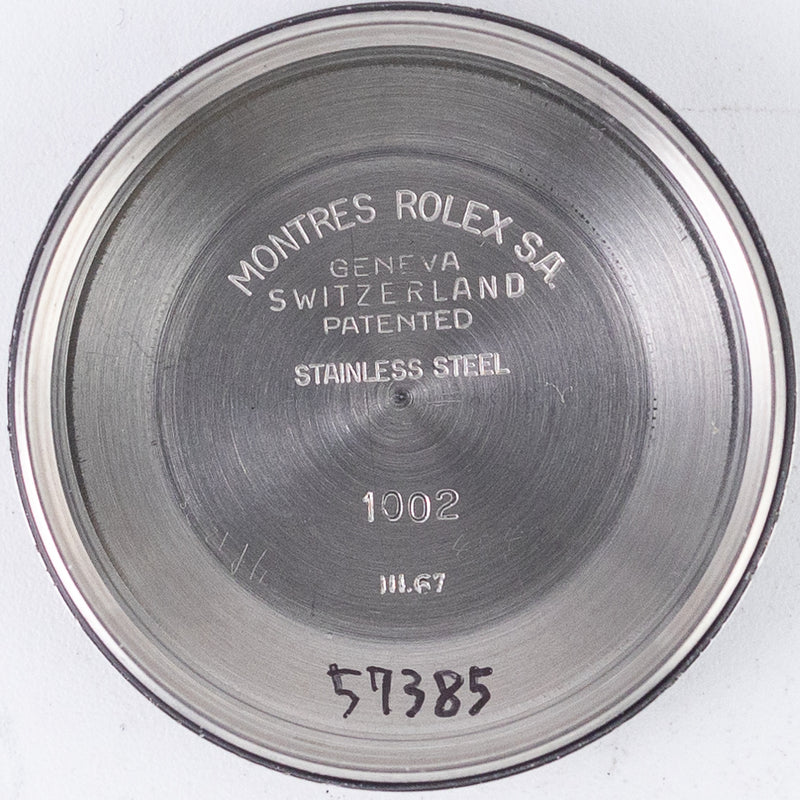 MONTRES ROLEX S.A.
GENEVA
SWITZERLAND
PATENTED
STAINLESS STEEL
1002
III.67
57385